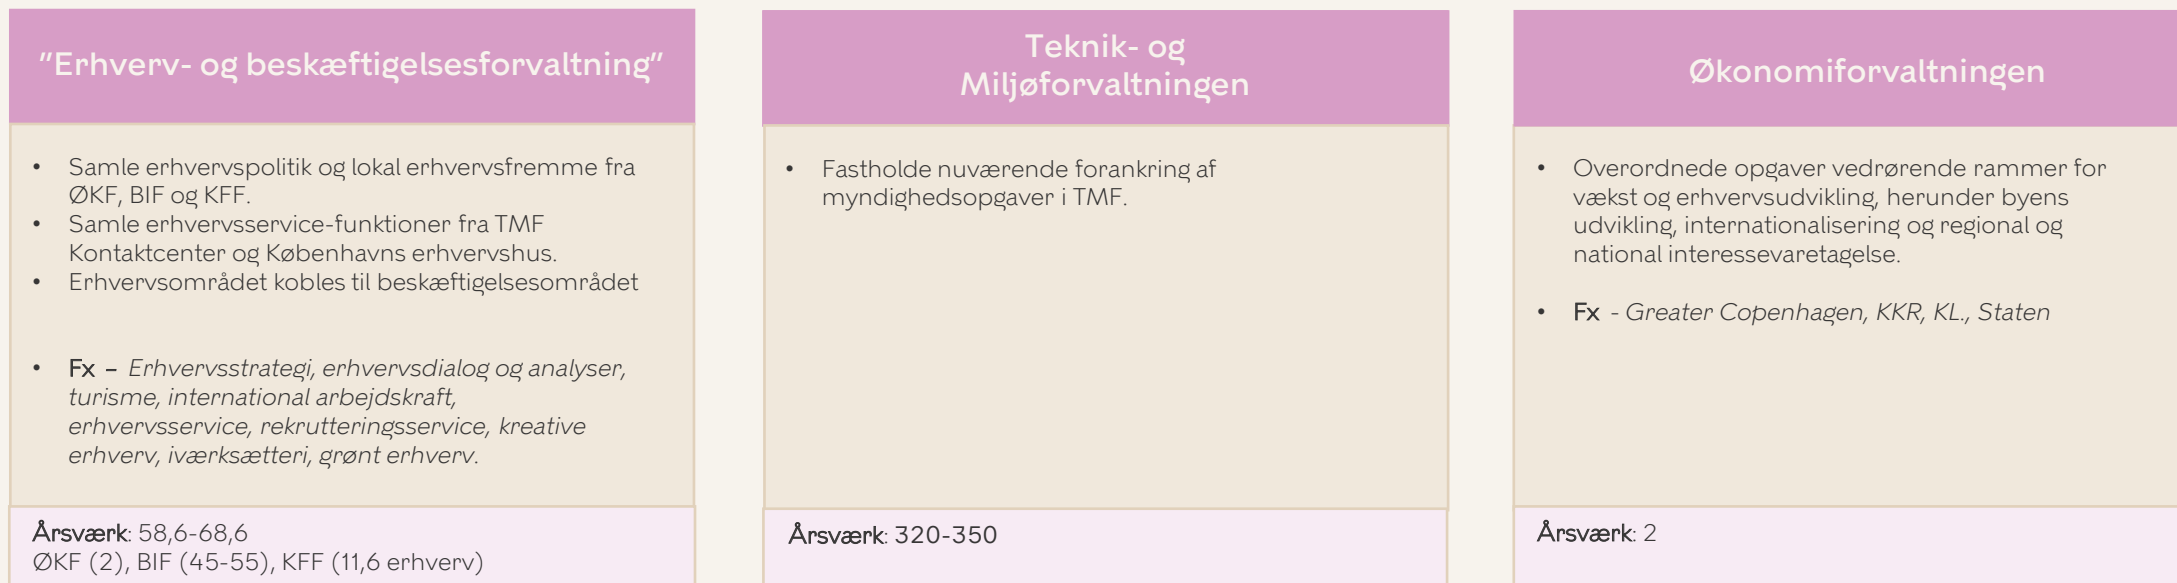 "Erhverv- og beskæftigelsesforvaltning"
• Samle erhvervspolitik og lokal erhvervsfremme fra
ØKF, BIF og KFF.
• Samle erhvervsservice-funktioner fra TMF
Kontaktcenter og Københavns erhvervshus.
• Erhvervsområdet kobles til beskæftigelsesområdet
• Fx – Erhvervsstrategi, erhvervsdialog og analyser,
turisme, international arbejdskraft,
erhvervsservice, rekrutteringsservice, kreative
erhverv, iværksætteri, grønt erhverv.
Årsværk: 58,6-68,6
ØKF (2), BIF (45-55), KFF (11,6 erhverv)
Teknik- og
Miljøforvaltningen
• Fastholde nuværende forankring af
myndighedsopgaver i TMF.
Årsværk: 320-350
Økonomiforvaltningen
• Overordnede opgaver vedrørende rammer for
vækst og erhvervsudvikling, herunder byens
udvikling, internationalisering og regional og
national interessevaretagelse.
• Fx - Greater Copenhagen, KKR, KL., Staten
Årsværk: 2